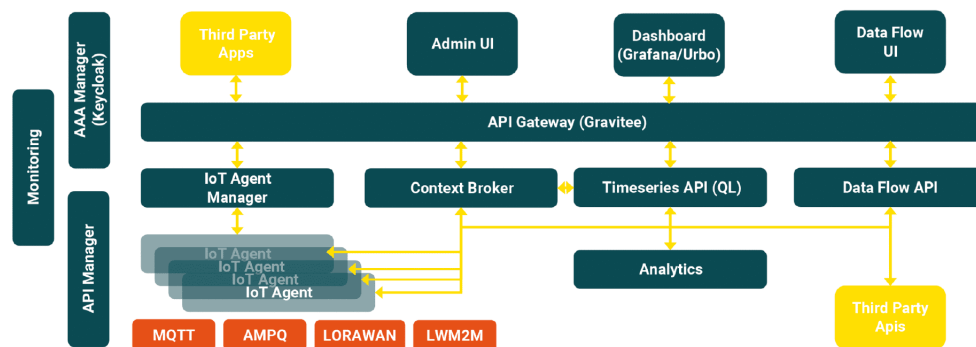 Third Party
Apps
Admin UI
Dashboard
(Grafana/Urbo)
Data Flow
UI
AAA Manager
(Keycloak)
Monitoring
API Gateway (Gravitee)
IoT Agent
Manager
Context Broker
Timeseries API (QL)
Data Flow API
API Manager
IoT Agent
IoT Agent
IoT Agent
IoT Agent
Analytics
Third Party
Apis
MQTT
AMPQ
LORAWAN
LWM2M